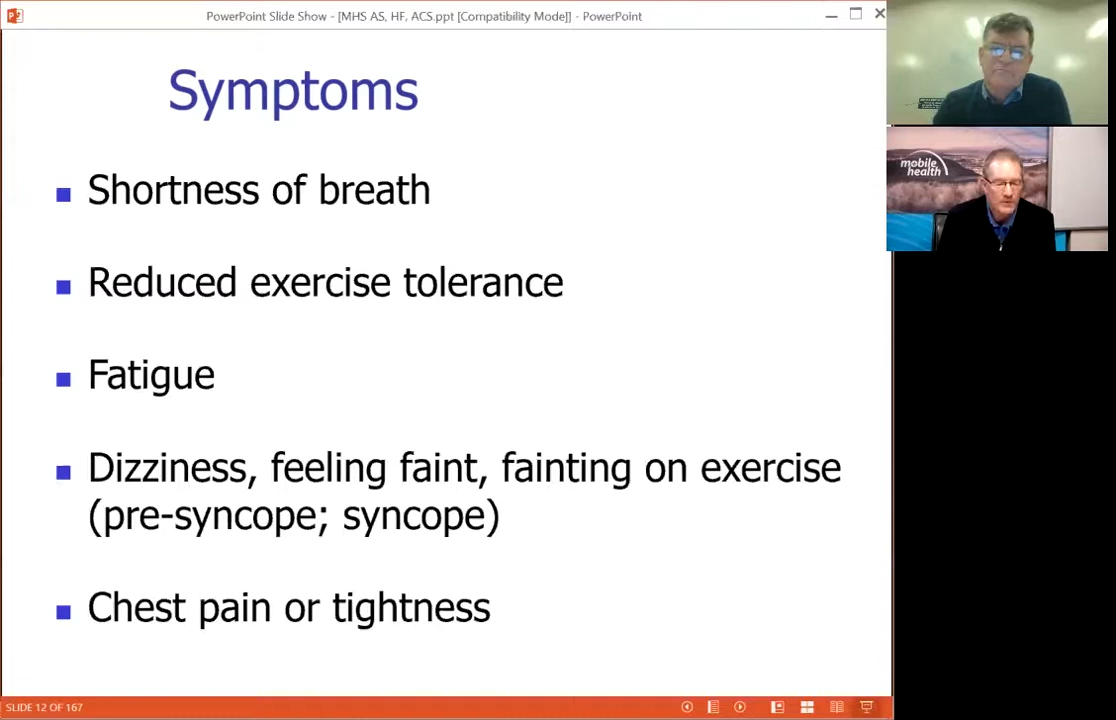 PowerPoint Slide Show - [MHS AS, HF, ACS.ppt [Compatibility Mode]] - PowerPoint
Symptoms
Shortness of breath
Reduced exercise tolerance
Fatigue
Dizziness, feeling faint, fainting on exercise
(pre-syncope; syncope)
Chest pain or tightness
SLIDE 12 OF 167
mobile
health